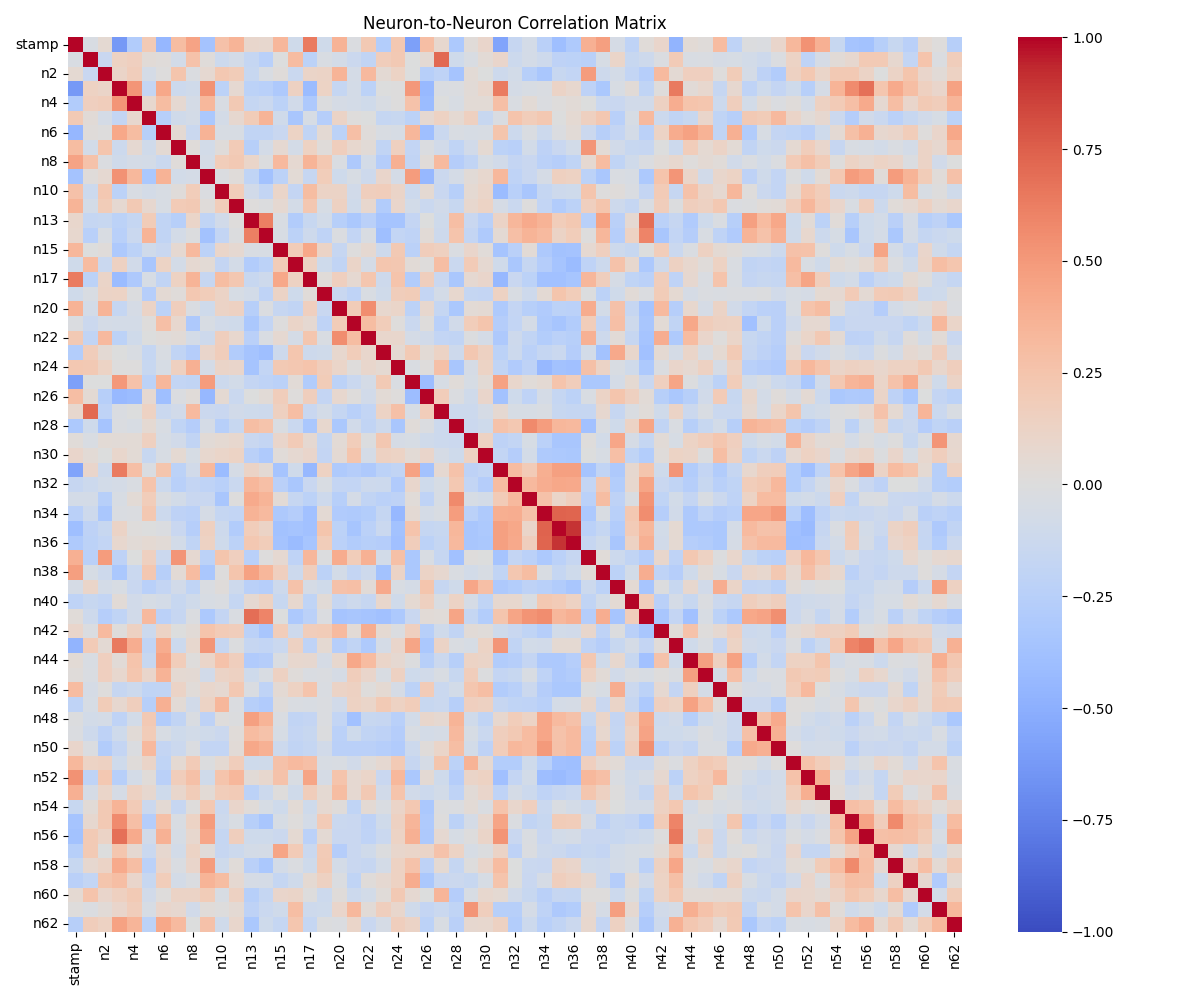 Neuron-to-Neuron Correlation Matrix
stamp
n2
n4
n6
n8
n10
n13
n15
n17
n20
n22
n24
n26
n28
n30
n32
n34
n36
n38
n40
n42
n44
n46
n48
n50
n52
n54
n56
n58
n60
n62
stamp
n2
n4
n6
n8
n10
n13
n15
n17
n20
n22
n24
n26
n28
n30
n32
n34
n36
n38
n40
n42
n44
n46
n48
n50
n52
n54
n56
n58
n60
n62
1.00
0.75
0.50
0.25
0.00
−0.25
−0.50
−0.75
−1.00